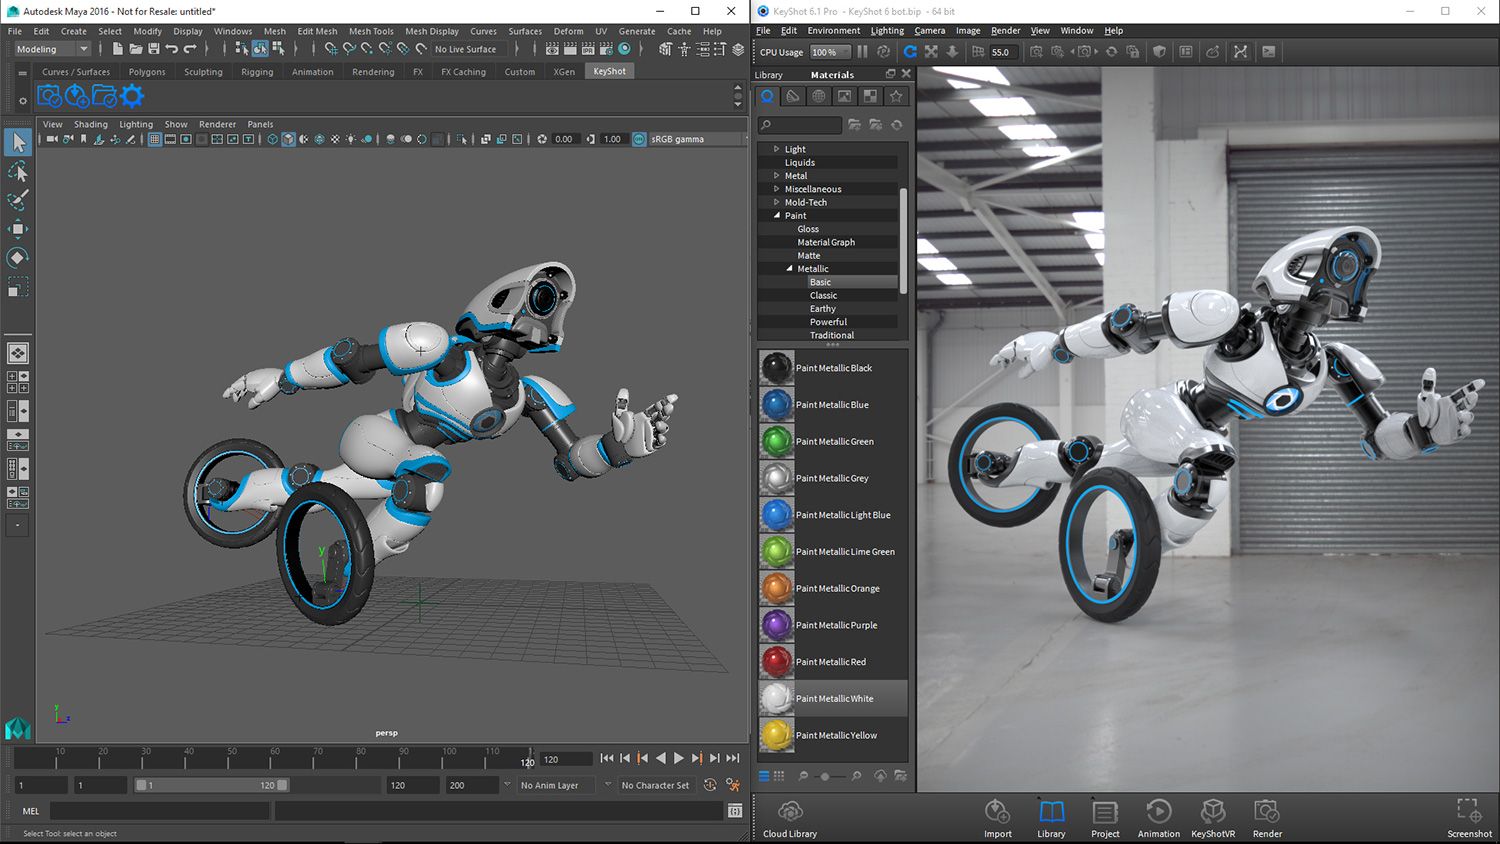 Autodesk Maya 2016 - Not for Resale: untitled*
File Edit Create Select Modify Display Windows Mesh Edit Mesh Mesh Tools Mesh Display Curves Surfaces Deform UV Generate Cache Help
Modeling
No Live Surface
Curves / Surfaces Polygons Sculpting Rigging Animation Rendering FX FX Caching Custom XGen KeyShot
View Shading Lighting Show Renderer Panels
0.00 1.00 sRGB gamma
y
y
z
persp
10 20 30 40 50 60 70 80 90 100 110 120
120
1 1 1 120 120 200 No Anim Layer No Character Set
MEL
Select Tool: select an object
KeyShot 6.1 Pro - KeyShot 6 bot.bip - 64 bit
File Edit Environment Lighting Camera Image Render View Window Help
CPU Usage 100 % 55.0
Library Materials
Light
Liquids
Metal
Miscellaneous
Mold-Tech
Paint
Gloss
Material Graph
Matte
Metallic
Basic
Classic
Earthy
Powerful
Traditional
Paint Metallic Black
Paint Metallic Blue
Paint Metallic Green
Paint Metallic Grey
Paint Metallic Light Blue
Paint Metallic Lime Green
Paint Metallic Orange
Paint Metallic Purple
Paint Metallic Red
Paint Metallic White
Paint Metallic Yellow
Cloud Library Import Library Project Animation KeyShotVR Render Screenshot